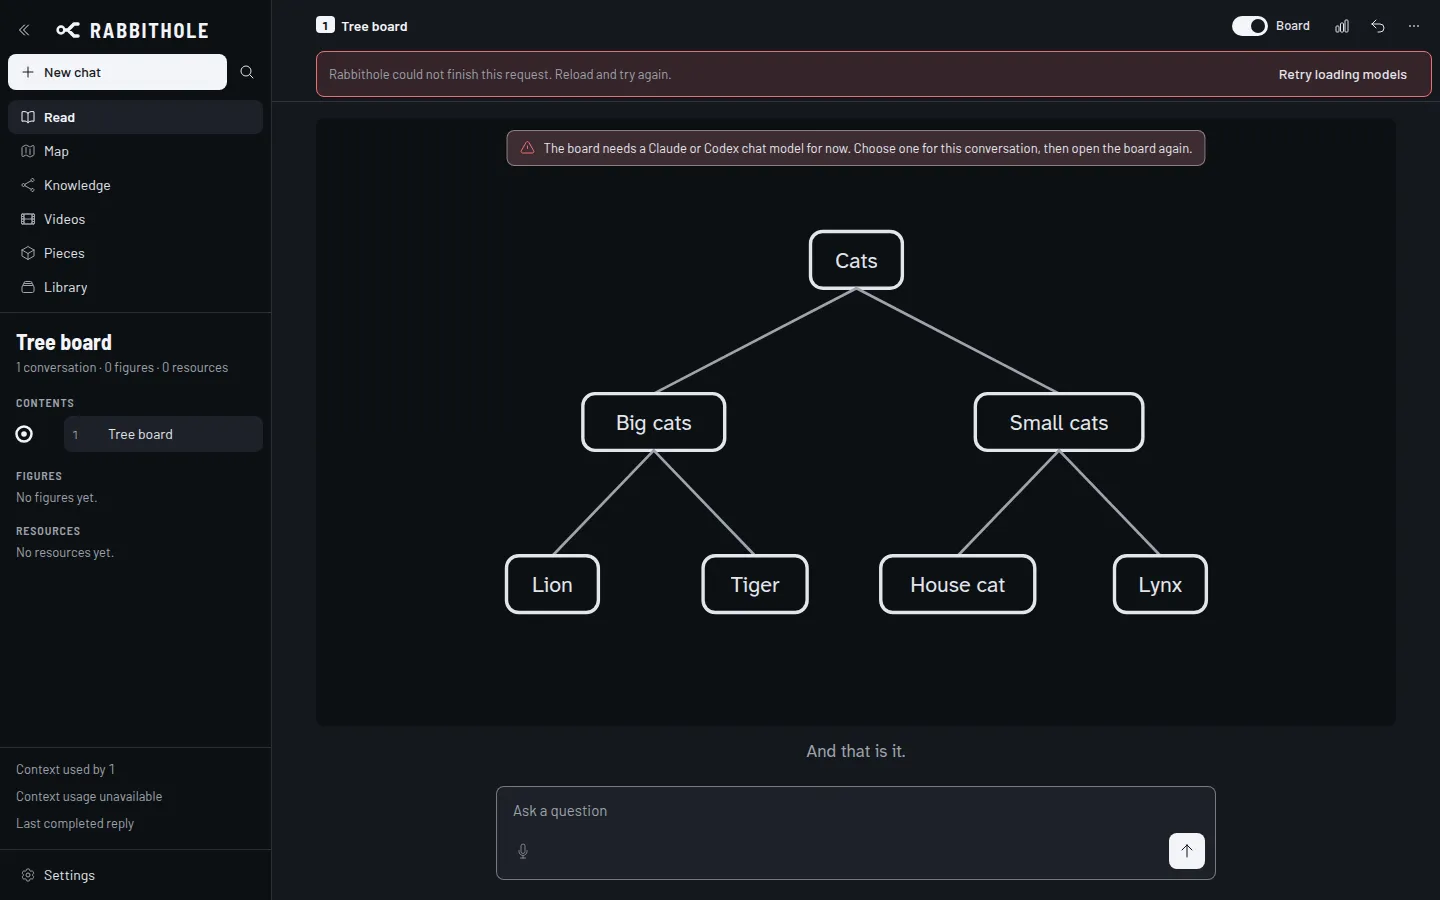 RABBITHOLE
New chat
Read
Map
Knowledge
Videos
Pieces
Library
Tree board
1 conversation · 0 figures · 0 resources
CONTENTS
1 Tree board
FIGURES
No figures yet.
RESOURCES
No resources yet.
Context used by 1
Context usage unavailable
Last completed reply
Settings
1 Tree board
Board
Rabbithole could not finish this request. Reload and try again.
Retry loading models
The board needs a Claude or Codex chat model for now. Choose one for this conversation, then open the board again.
Cats
Big cats
Small cats
Lion
Tiger
House cat
Lynx
And that is it.
Ask a question